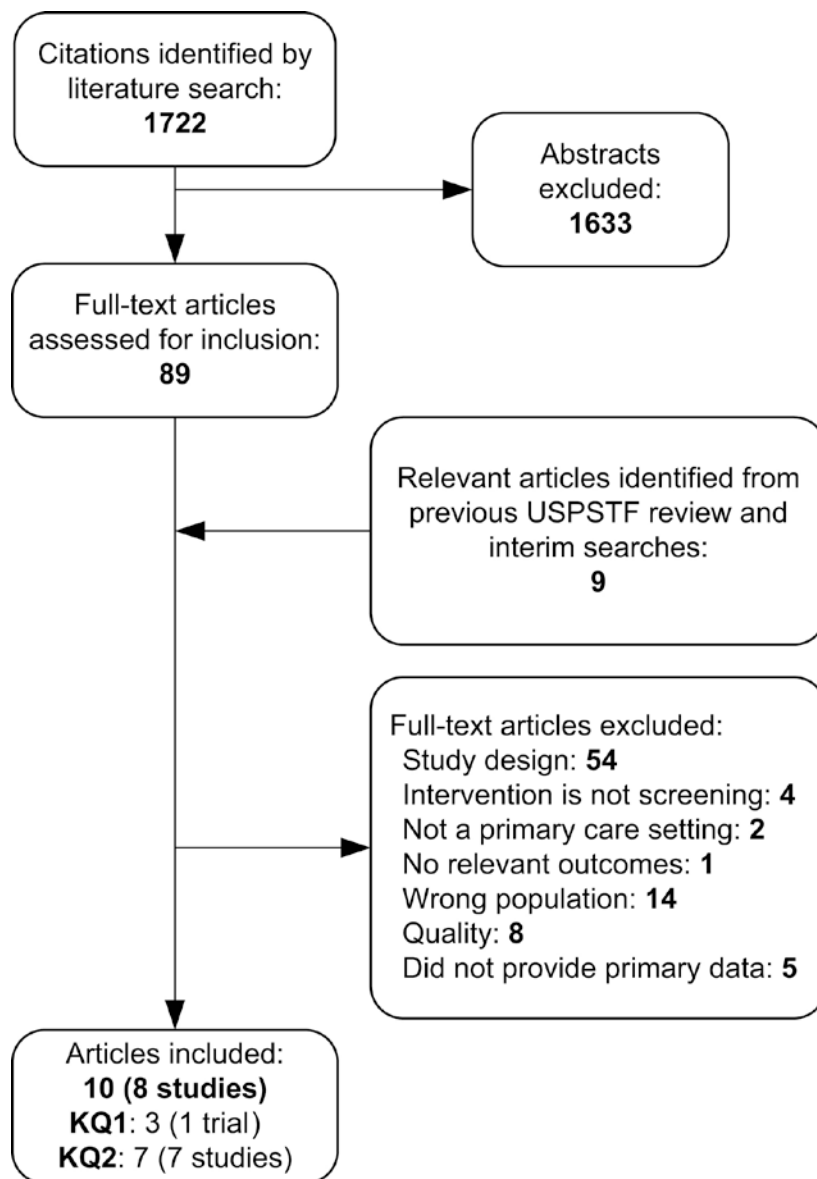 Citations identified by
literature search:
1722
Abstracts
excluded:
1633
Full-text articles
assessed for inclusion:
89
Relevant articles identified from
previous USPSTF review and
interim searches:
9
Full-text articles excluded:
Study design: 54
Intervention is not screening: 4
Not a primary care setting: 2
No relevant outcomes: 1
Wrong population: 14
Quality: 8
Did not provide primary data: 5
Articles included:
10 (8 studies)
KQ1: 3 (1 trial)
KQ2: 7 (7 studies)